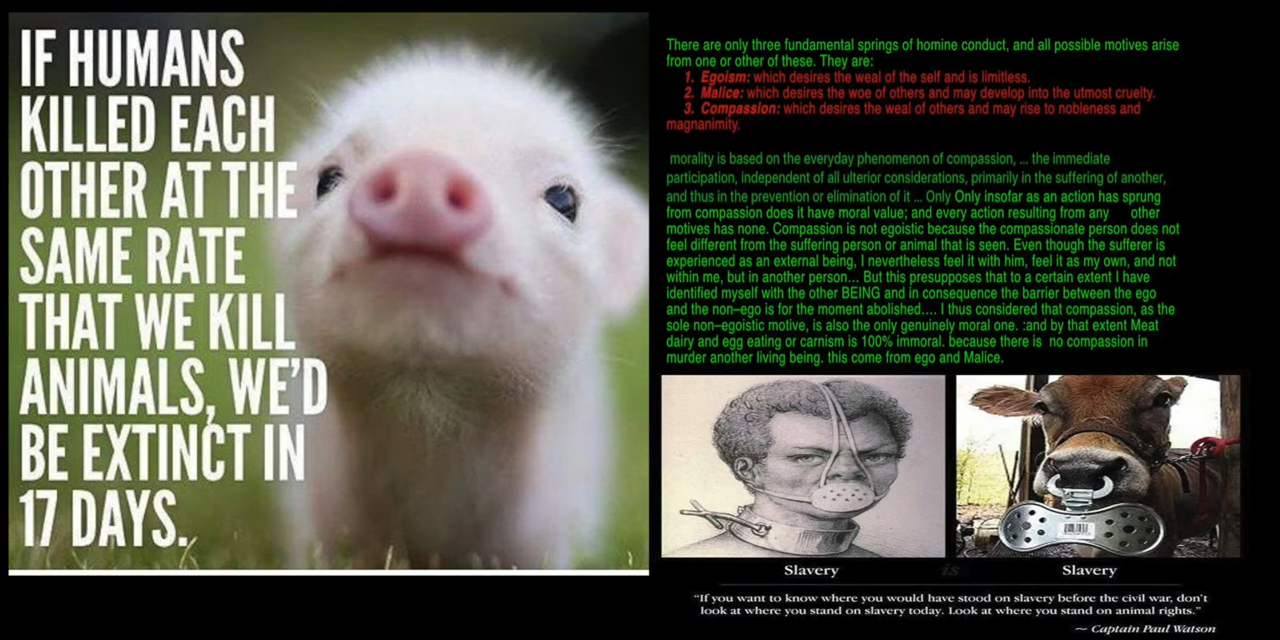 IF HUMANS
KILLED EACH
OTHER AT THE
SAME RATE
THAT WE KILL
ANIMALS, WE'D
BE EXTINCT IN
17 DAYS.
There are only three fundamental springs of homine conduct, and all possible motives arise
from one or other of these. They are:
1. Egoism: which desires the weal of the self and is limitless.
2. Malice: which desires the woe of others and may develop into the utmost cruelty.
3. Compassion: which desires the weal of others and may rise to nobleness and
magnanimity.
morality is based on the everyday phenomenon of compassion, ... the immediate
participation, independent of all ulterior considerations, primarily in the suffering of another,
and thus in the prevention or elimination of it ... Only Only insofar as an action has sprung
from compassion does it have moral value; and every action resulting from any other
motives has none. Compassion is not egoistic because the compassionate person does not
feel different from the suffering person or animal that is seen. Even though the sufferer is
experienced as an external being, I nevertheless feel it with him, feel it as my own, and not
within me, but in another person... But this presupposes that to a certain extent I have
identified myself with the other BEING and in consequence the barrier between the ego
and the non–ego is for the moment abolished.... I thus considered that compassion, as the
sole non–egoistic motive, is also the only genuinely moral one. :and by that extent Meat
dairy and egg eating or carnism is 100% immoral. because there is no compassion in
murder another living being. this come from ego and Malice.
Slavery is Slavery
"If you want to know where you would have stood on slavery before the civil war, don't
look at where you stand on slavery today. Look at where you stand on animal rights."
~ Captain Paul Watson